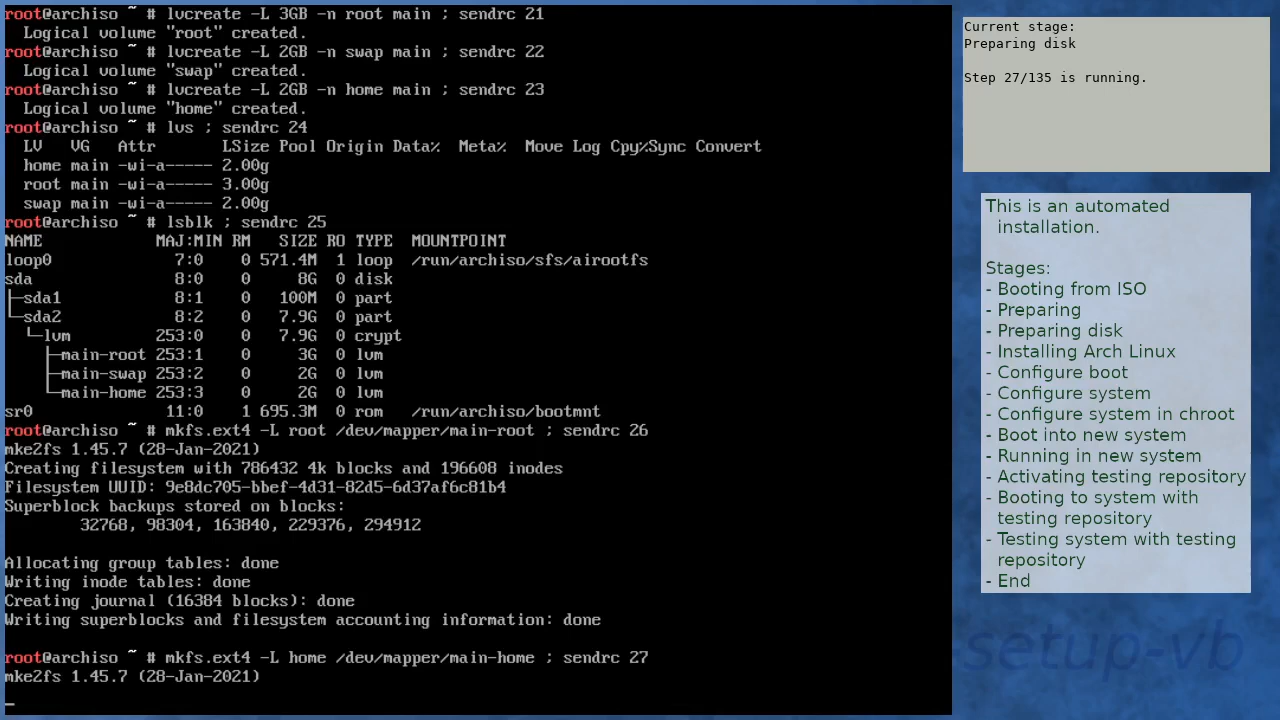 root@archiso ~ # lvcreate -L 3GB -n root main ; sendrc 21
  Logical volume "root" created.
root@archiso ~ # lvcreate -L 2GB -n swap main ; sendrc 22
  Logical volume "swap" created.
root@archiso ~ # lvcreate -L 2GB -n home main ; sendrc 23
  Logical volume "home" created.
root@archiso ~ # lvs ; sendrc 24
  LV   VG   Attr       LSize Pool Origin Data%  Meta%  Move Log Cpy%Sync Convert
  home main -wi-a----- 2.00g
  root main -wi-a----- 3.00g
  swap main -wi-a----- 2.00g
root@archiso ~ # lsblk ; sendrc 25
NAME            MAJ:MIN RM   SIZE RO TYPE  MOUNTPOINT
loop0             7:0    0 571.4M  1 loop  /run/archiso/sfs/airootfs
sda               8:0    0     8G  0 disk
├─sda1            8:1    0   100M  0 part
└─sda2            8:2    0   7.9G  0 part
  └─lvm         253:0    0   7.9G  0 crypt
    ├─main-root 253:1    0     3G  0 lvm
    ├─main-swap 253:2    0     2G  0 lvm
    └─main-home 253:3    0     2G  0 lvm
sr0              11:0    1 695.3M  0 rom   /run/archiso/bootmnt
root@archiso ~ # mkfs.ext4 -L root /dev/mapper/main-root ; sendrc 26
mke2fs 1.45.7 (28-Jan-2021)
Creating filesystem with 786432 4k blocks and 196608 inodes
Filesystem UUID: 9e8dc705-bbef-4d31-82d5-6d37af6c81b4
Superblock backups stored on blocks:
        32768, 98304, 163840, 229376, 294912

Allocating group tables: done
Writing inode tables: done
Creating journal (16384 blocks): done
Writing superblocks and filesystem accounting information: done

root@archiso ~ # mkfs.ext4 -L home /dev/mapper/main-home ; sendrc 27
mke2fs 1.45.7 (28-Jan-2021)
_
Current stage:
Preparing disk

Step 27/135 is running.
This is an automated
installation.

Stages:
- Booting from ISO
- Preparing
- Preparing disk
- Installing Arch Linux
- Configure boot
- Configure system
- Configure system in chroot
- Boot into new system
- Running in new system
- Activating testing repository
- Booting to system with
testing repository
- Testing system with testing
repository
- End
setup-vb